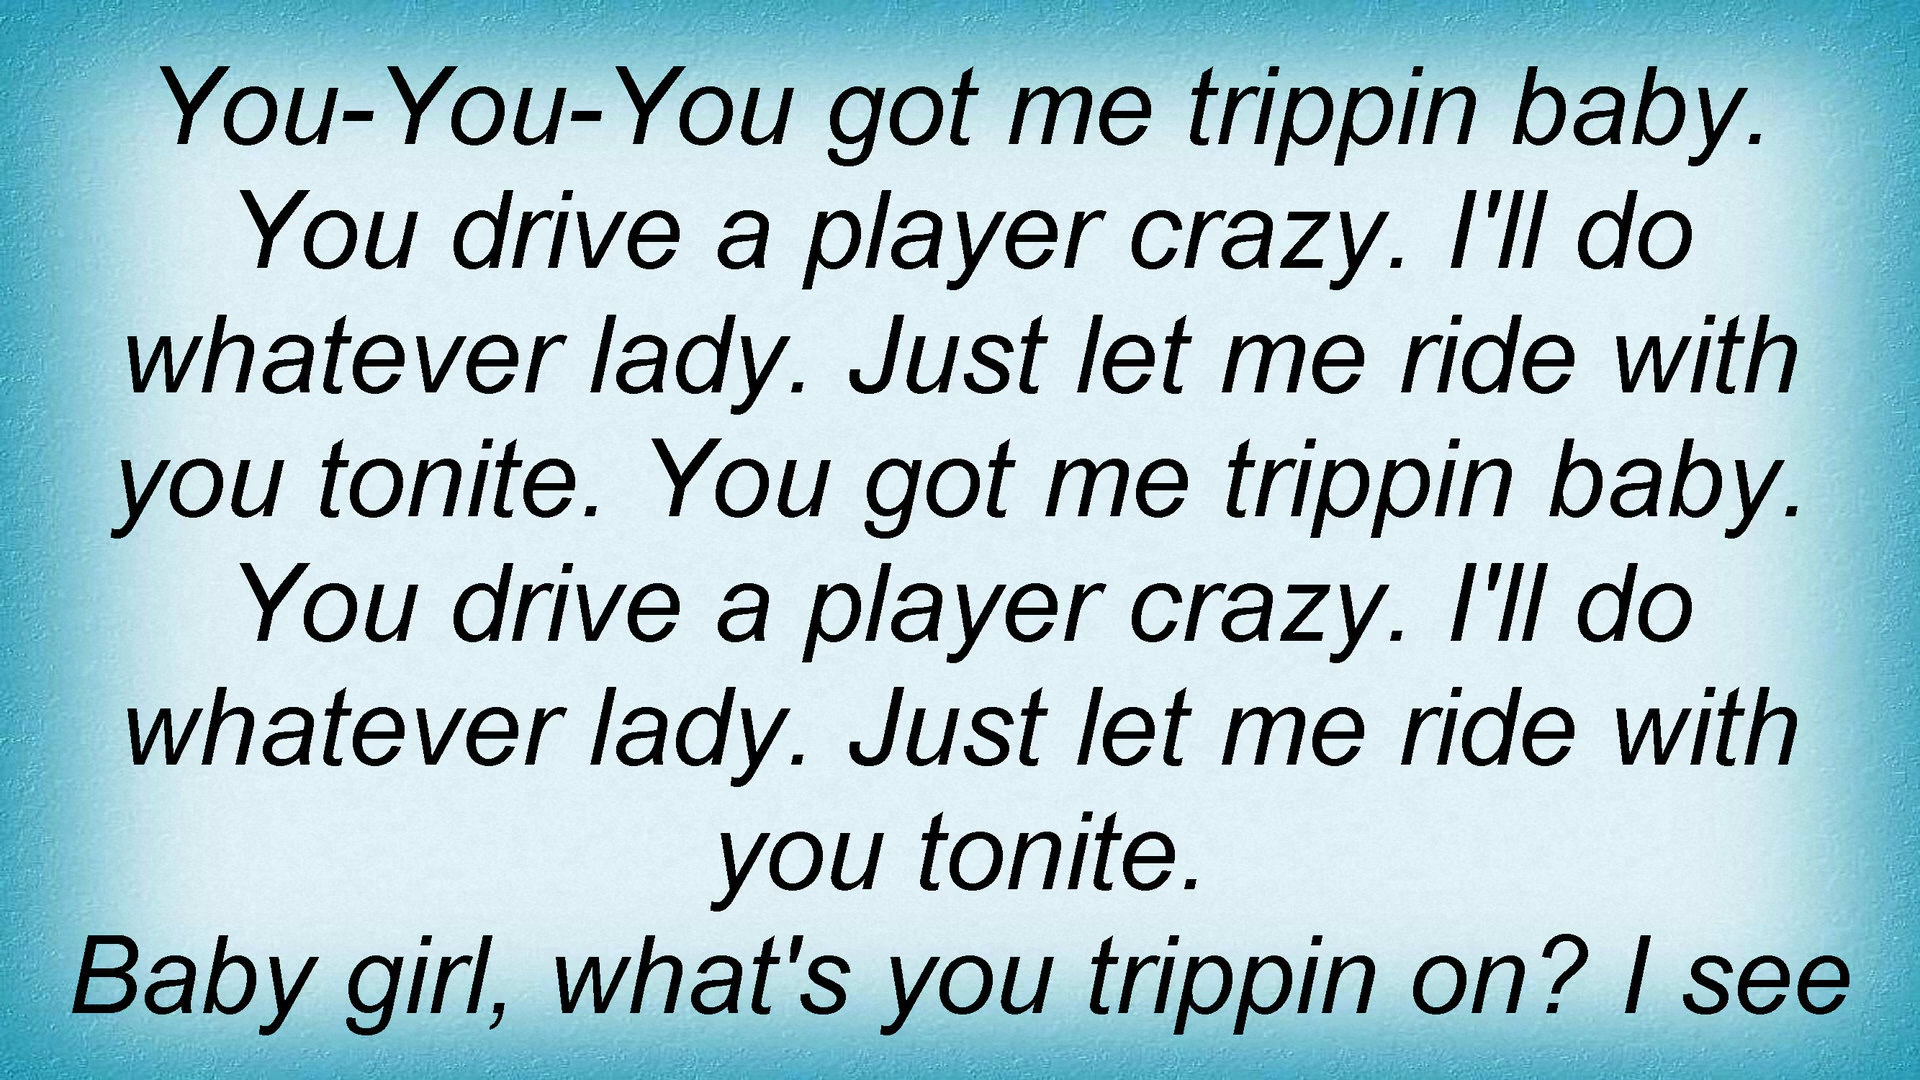 You-You-You got me trippin baby.
You drive a player crazy. I'll do
whatever lady. Just let me ride with
you tonite. You got me trippin baby.
You drive a player crazy. I'll do
whatever lady. Just let me ride with
you tonite.
Baby girl, what's you trippin on? I see